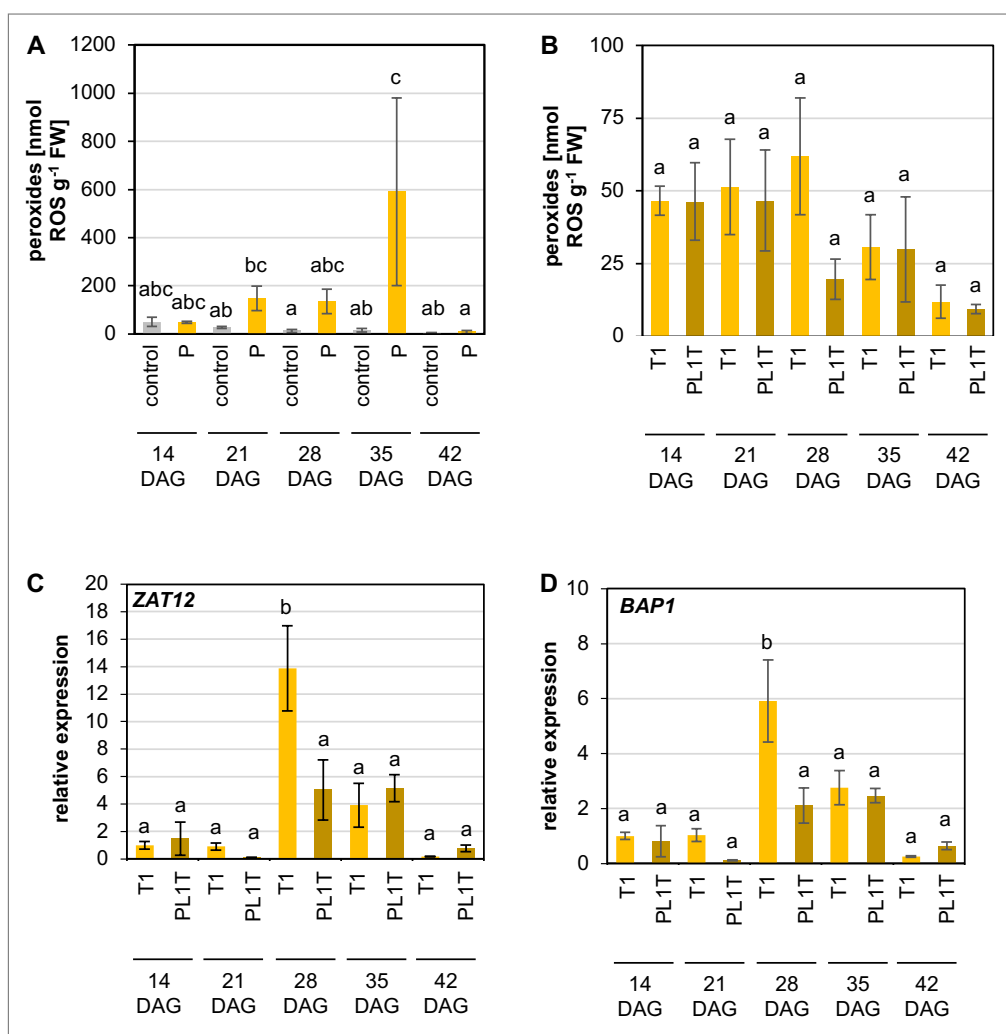 A
peroxides [nmol
ROS g-1 FW]
1200
1000
800
600
400
200
0
abc abc ab bc a abc ab c ab a
control P control P control P control P control P
14 21 28 35 42
DAG DAG DAG DAG DAG
B
peroxides [nmol
ROS g-1 FW]
100
75
50
25
0
a a a a a a a a a a
T1 PL1T T1 PL1T T1 PL1T T1 PL1T T1 PL1T
14 21 28 35 42
DAG DAG DAG DAG DAG
C
ZAT12
relative expression
20
18
16
14
12
10
8
6
4
2
0
a a a a b a a a a a
T1 PL1T T1 PL1T T1 PL1T T1 PL1T T1 PL1T
14 21 28 35 42
DAG DAG DAG DAG DAG
D
BAP1
relative expression
10
8
6
4
2
0
a a a a b a a a a a
T1 PL1T T1 PL1T T1 PL1T T1 PL1T T1 PL1T
14 21 28 35 42
DAG DAG DAG DAG DAG